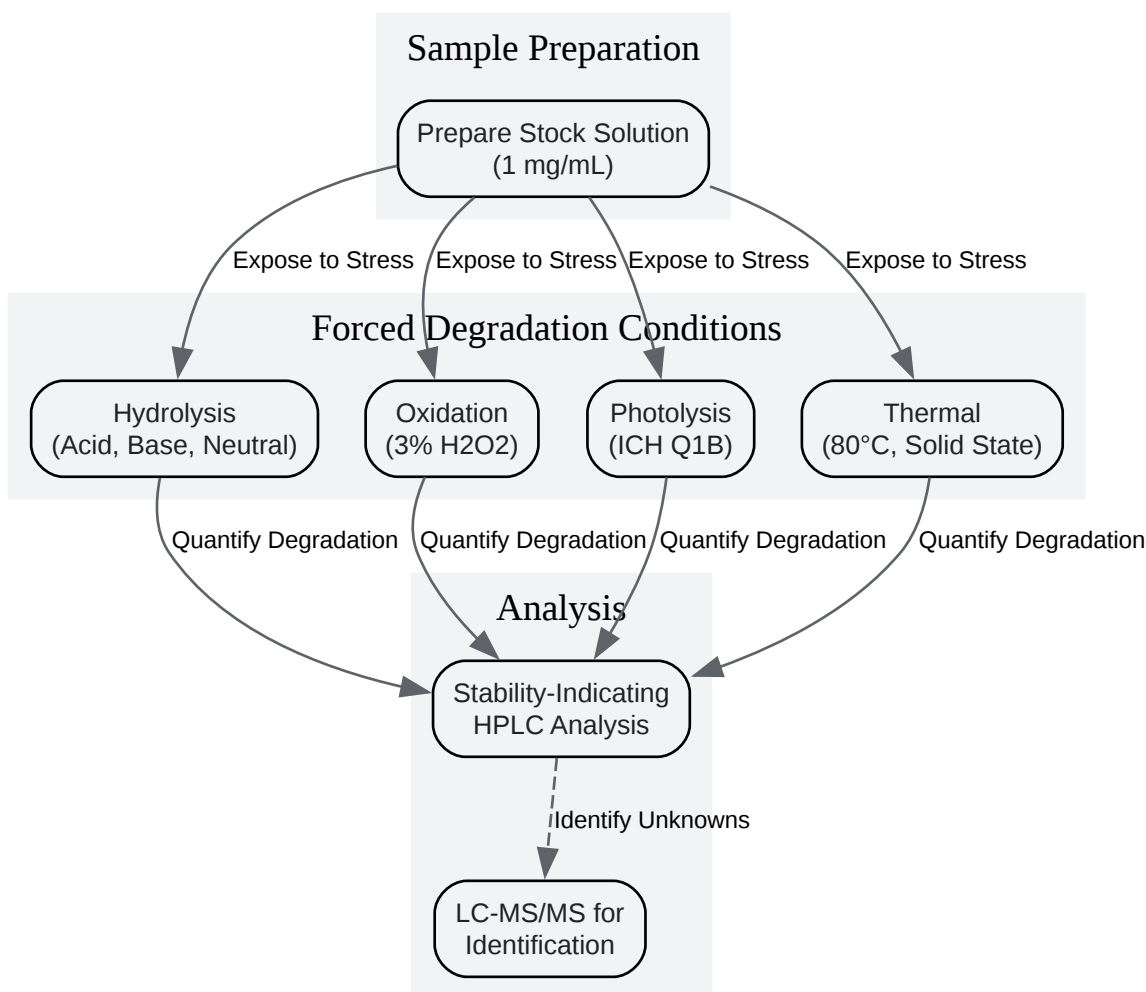 Sample Preparation
Prepare Stock Solution
(1 mg/mL)
Expose to Stress
Expose to Stress
Expose to Stress
Expose to Stress
Forced Degradation Conditions
Hydrolysis
(Acid, Base, Neutral)
Oxidation
(3% H2O2)
Photolysis
(ICH Q1B)
Thermal
(80°C, Solid State)
Quantify Degradation
Quantify Degradation
Quantify Degradation
Quantify Degradation
Analysis
Stability-Indicating
HPLC Analysis
Identify Unknowns
LC-MS/MS for
Identification